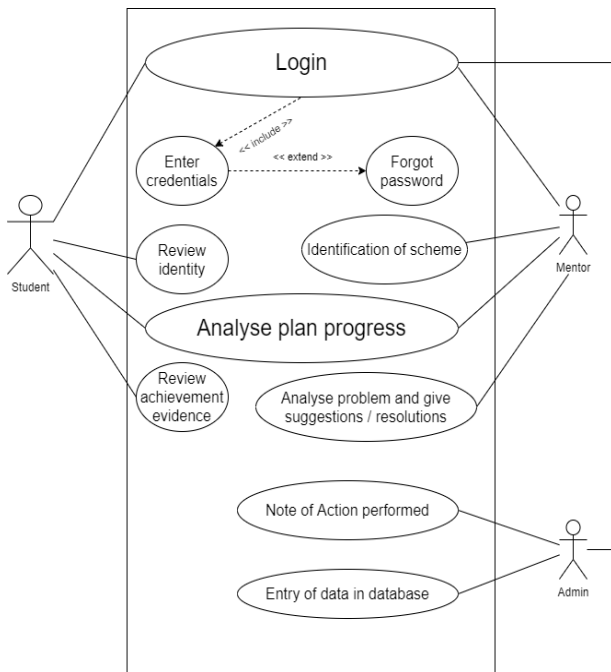 Login
<< include >>
<< extend >>
Enter
credentials
Forgot
password
Review
identity
Identification of scheme
Student
Mentor
Analyse plan progress
Review
achievement
evidence
Analyse problem and give
suggestions / resolutions
Note of Action performed
Entry of data in database
Admin